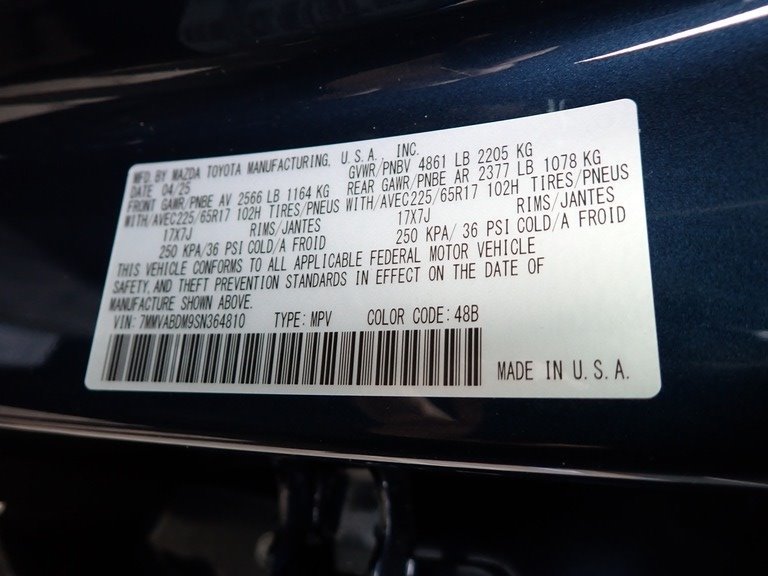 MFD. BY MAZDA TOYOTA MANUFACTURING, U.S.A. INC.
DATE 04/25 GVWR/PNBV 4861 LB 2205 KG
FRONT GAWR/PNBE AV 2566 LB 1164 KG REAR GAWR/PNBE AR 2377 LB 1078 KG
WITH/AVEC225/65R17 102H TIRES/PNEUS WITH/AVEC225/65R17 102H TIRES/PNEUS
17X7J RIMS/JANTES 17X7J RIMS/JANTES
250 KPA/36 PSI COLD/A FROID 250 KPA/ 36 PSI COLD/A FROID
THIS VEHICLE CONFORMS TO ALL APPLICABLE FEDERAL MOTOR VEHICLE
SAFETY, AND THEFT PREVENTION STANDARDS IN EFFECT ON THE DATE OF
MANUFACTURE SHOWN ABOVE.
VIN: 7MMVABDM9SN364810 TYPE: MPV COLOR CODE: 48B
MADE IN U.S.A.